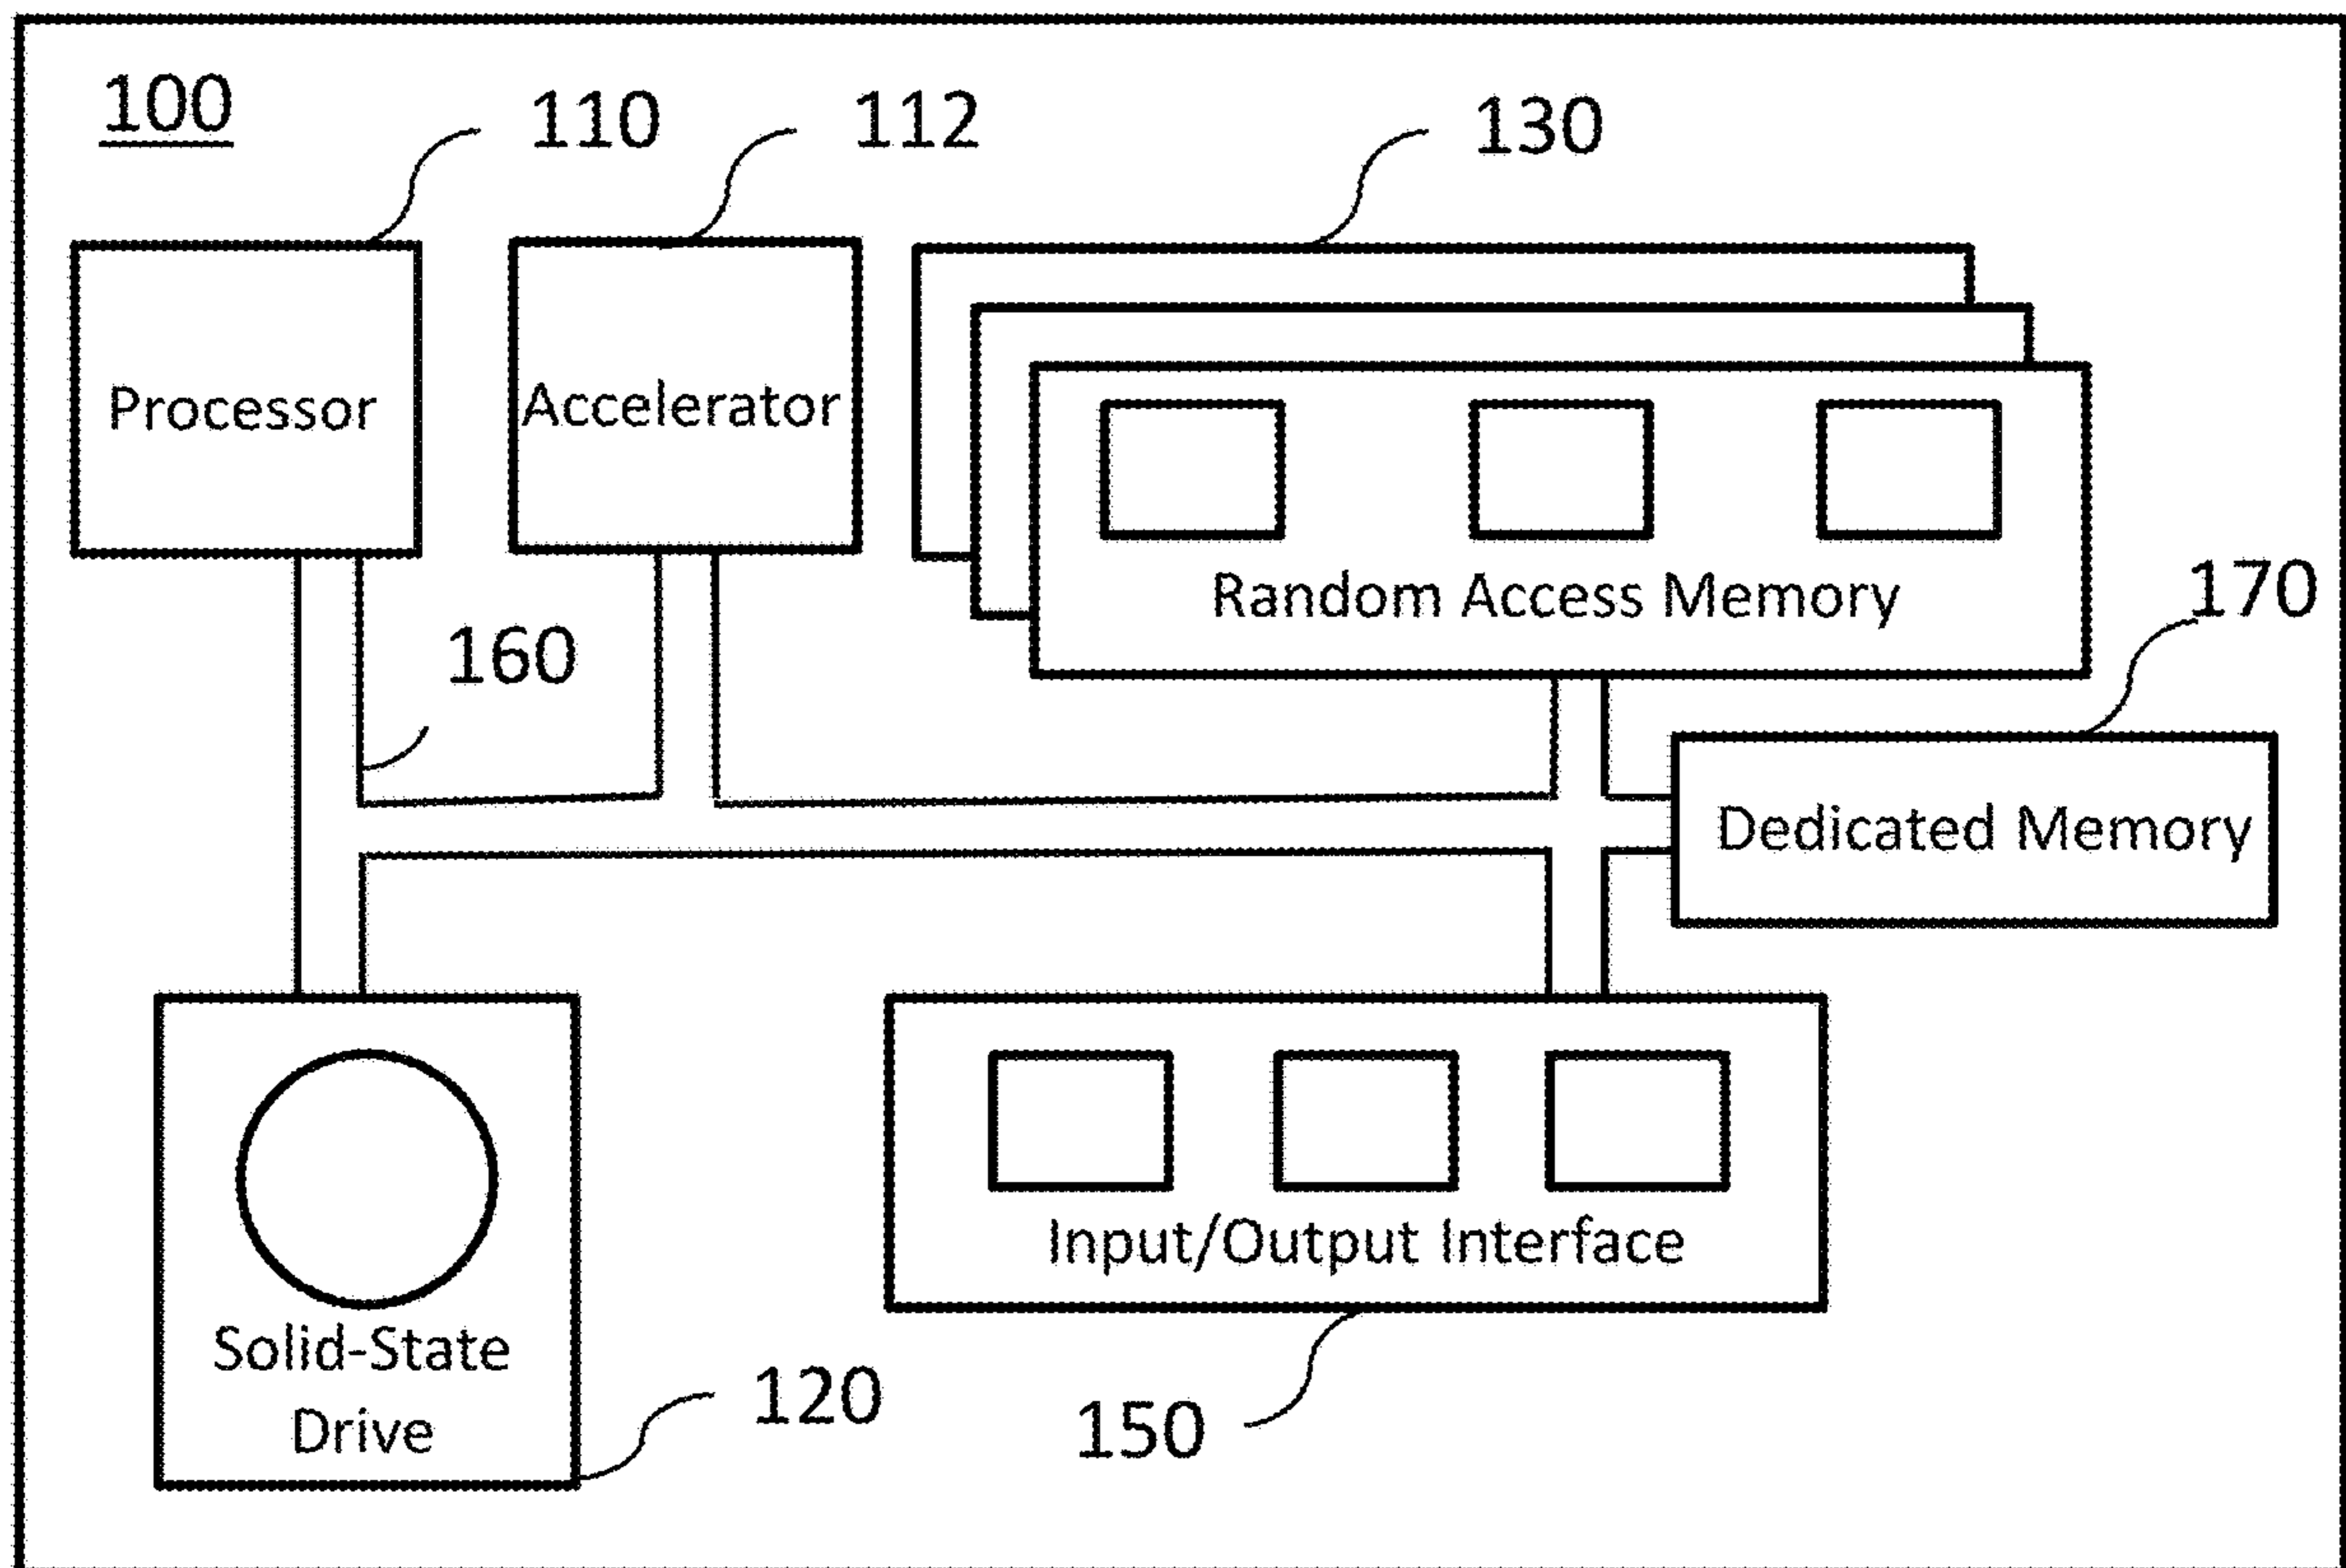 100
110
112
130
Processor
Accelerator
Random Access Memory
170
160
Dedicated Memory
Input/Output Interface
Solid-State
Drive
120
150